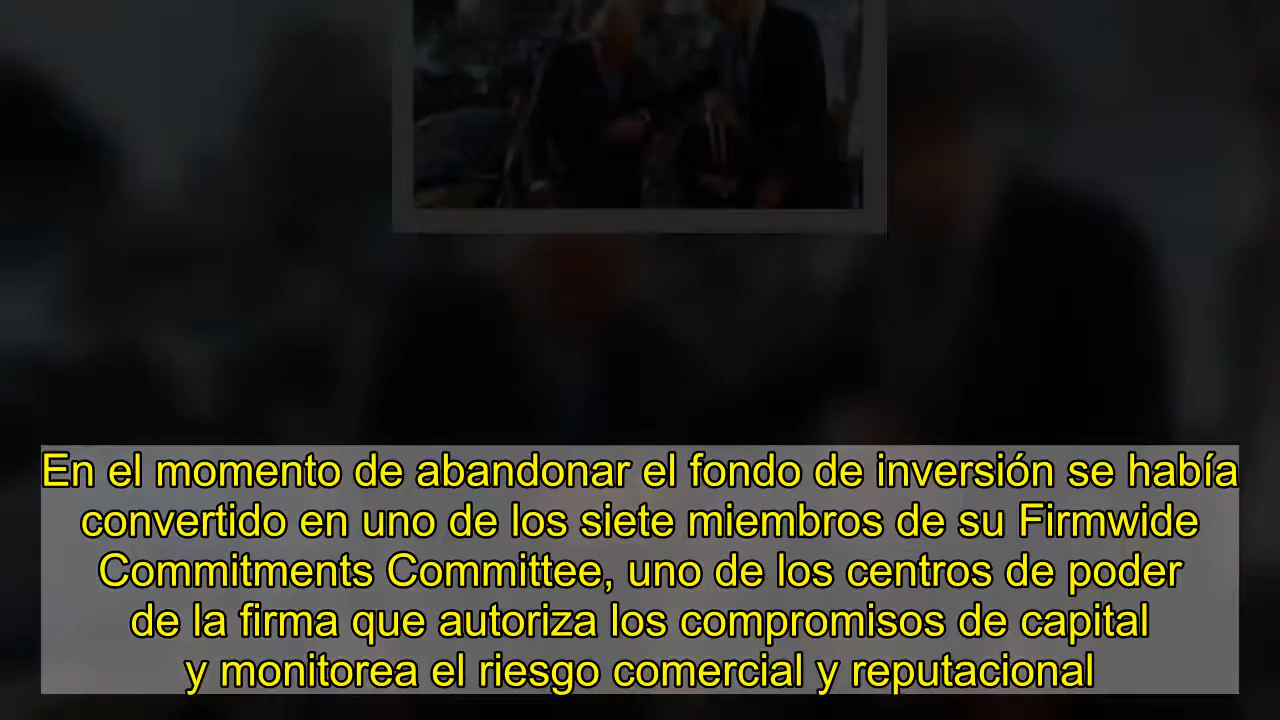 En el momento de abandonar el fondo de inversión se había
convertido en uno de los siete miembros de su Firmwide
Commitments Committee, uno de los centros de poder
de la firma que autoriza los compromisos de capital
y monitorea el riesgo comercial y reputacional